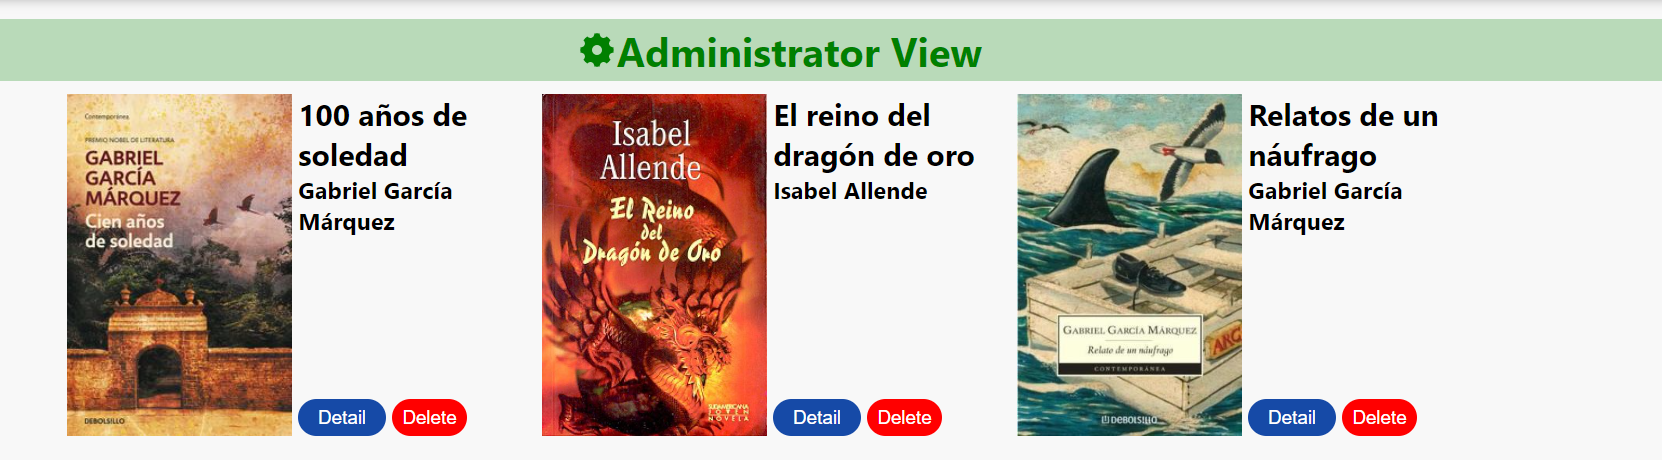 Administrator View
Contemporánea
PREMIO NOBEL DE LITERATURA
GABRIEL
GARCÍA
MÁRQUEZ
Cien años
de soledad
DEBOLSILLO
100 años de
soledad
Gabriel García
Márquez
Detail
Delete
Isabel
Allende
El Reino
del
Dragón de Oro
SUDAMERICANA
JOVEN
NOVELA
El reino del
dragón de oro
Isabel Allende
Detail
Delete
GABRIEL GARCÍA MÁRQUEZ
Relato de un náufrago
CONTEMPORÁNEA
DEBOLSILLO
Relatos de un
náufrago
Gabriel García
Márquez
Detail
Delete